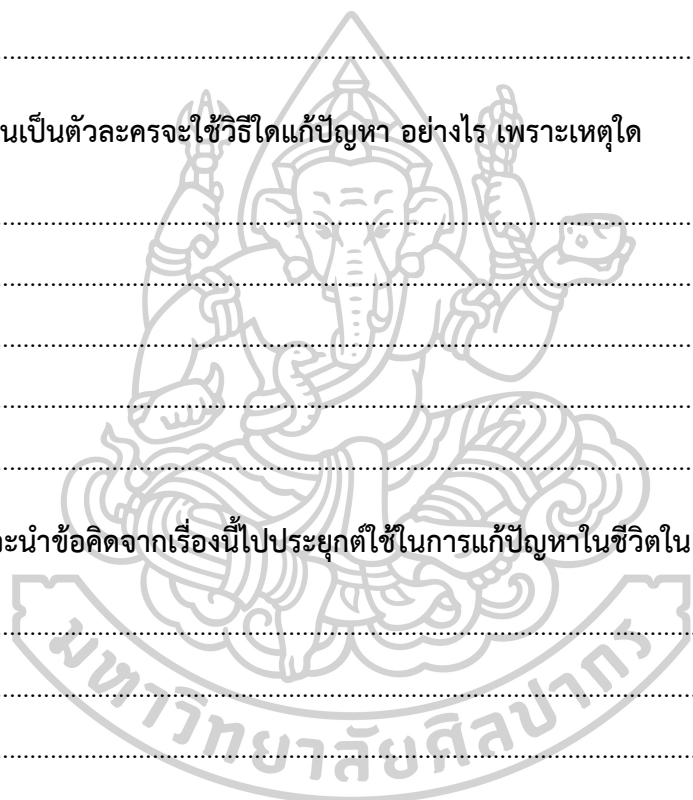 นเป็นตัวละครจะใช้วิธีใดแก้ปัญหา อย่างไร เพราะเหตุใด
ะนำข้อคิดจากเรื่องนี้ไปประยุกต์ใช้ในการแก้ปัญหาในชีวิตใน
มหาวิทยาลัยศิลปากร